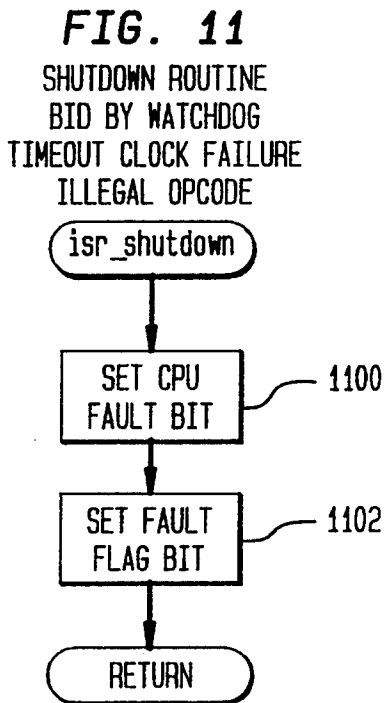 FIG. 11
SHUTDOWN ROUTINE
BID BY WATCHDOG
TIMEOUT CLOCK FAILURE
ILLEGAL OPCODE
isr_shutdown
SET CPU
FAULT BIT
1100
SET FAULT
FLAG BIT
1102
RETURN